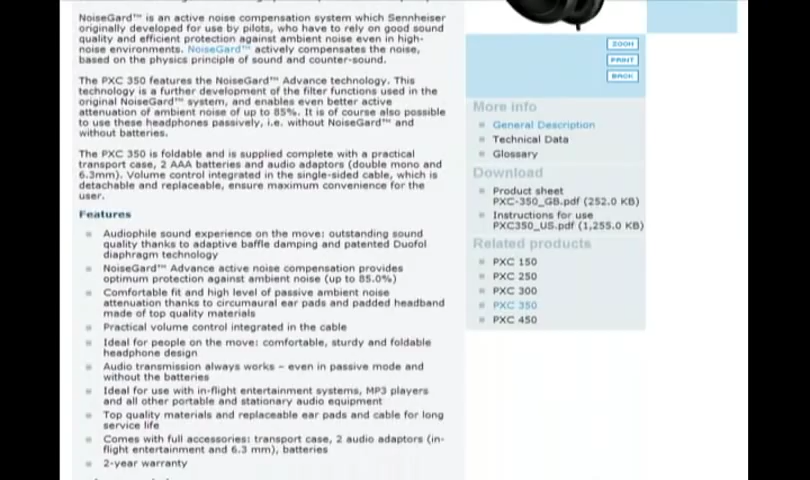 NoiseGard™ is an active noise compensation system which Sennheiser
originally developed for use by pilots, who have to rely on good sound
quality and efficient protection against ambient noise even in high-
noise environments. NoiseGard™ actively compensates the noise,
based on the physics principle of sound and counter-sound.
The PXC 350 features the NoiseGard™ Advance technology. This
technology is a further development of the filter functions used in the
original NoiseGard™ system, and enables even better active
attenuation of ambient noise of up to 85%. It is of course also possible
to use these headphones passively, i.e. without NoiseGard™ and
without batteries.
The PXC 350 is foldable and is supplied complete with a practical
transport case, 2 AAA batteries and audio adaptors (double mono and
6.3mm). Volume control integrated in the single-sided cable, which is
detachable and replaceable, ensure maximum convenience for the
user.
Features
Audiophile sound experience on the move: outstanding sound
quality thanks to adaptive baffle damping and patented Duofol
diaphragm technology
NoiseGard™ Advance active noise compensation provides
optimum protection against ambient noise (up to 85.0%)
Comfortable fit and high level of passive ambient noise
attenuation thanks to circumaural ear pads and padded headband
made of top quality materials
Practical volume control integrated in the cable
Ideal for people on the move: comfortable, sturdy and foldable
headphone design
Audio transmission always works – even in passive mode and
without the batteries
Ideal for use with in-flight entertainment systems, MP3 players
and all other portable and stationary audio equipment
Top quality materials and replaceable ear pads and cable for long
service life
Comes with full accessories: transport case, 2 audio adaptors (in-
flight entertainment and 6.3 mm), batteries
2-year warranty
ZOOM
PRINT
BACK
More info
General Description
Technical Data
Glossary
Download
Product sheet
PXC-350_GB.pdf (252.0 KB)
Instructions for use
PXC350_US.pdf (1,255.0 KB)
Related products
PXC 150
PXC 250
PXC 300
PXC 350
PXC 450